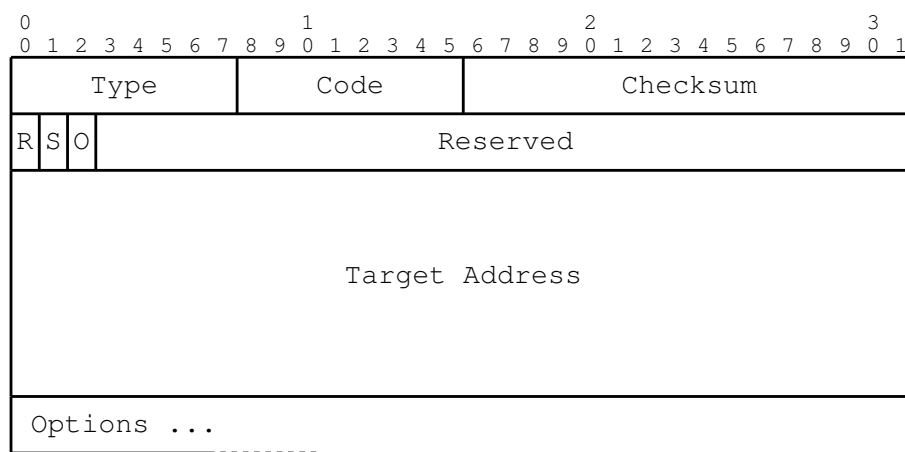 0 1 2 3
0 1 2 3 4 5 6 7 8 9 0 1 2 3 4 5 6 7 8 9 0 1 2 3 4 5 6 7 8 9 0 1
Type Code Checksum
R S O Reserved
Target Address
Options ...